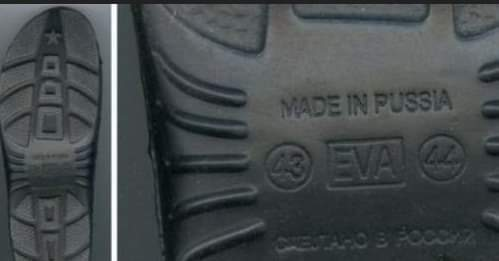 MADE IN PUSSIA
43 EVA 44
СДЕЛАНО В РОССИИ